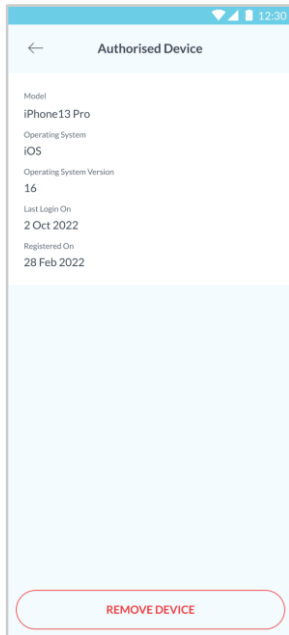 12:30
Authorised Device
Model
iPhone13 Pro
Operating System
iOS
Operating System Version
16
Last Login On
2 Oct 2022
Registered On
28 Feb 2022
REMOVE DEVICE